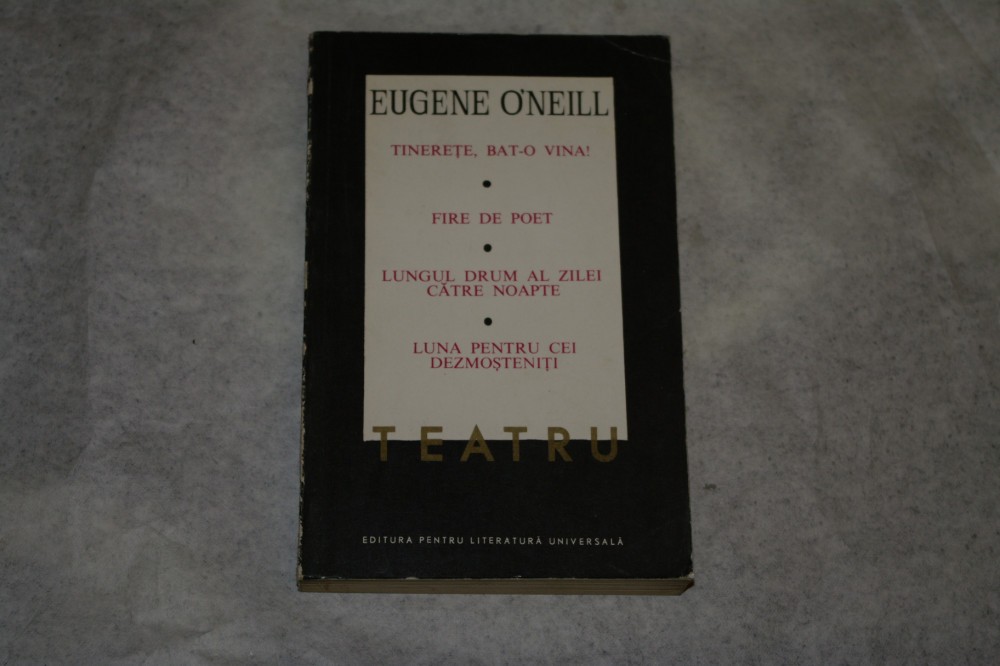 EUGENE O'NEILL
TINEREȚE, BAT-O VINA!
FIRE DE POET
LUNGUL DRUM AL ZILEI
CĂTRE NOAPTE
LUNA PENTRU CEI
DEZMOȘTENIȚI
TEATRU
EDITURA PENTRU LITERATURĂ UNIVERSALĂ